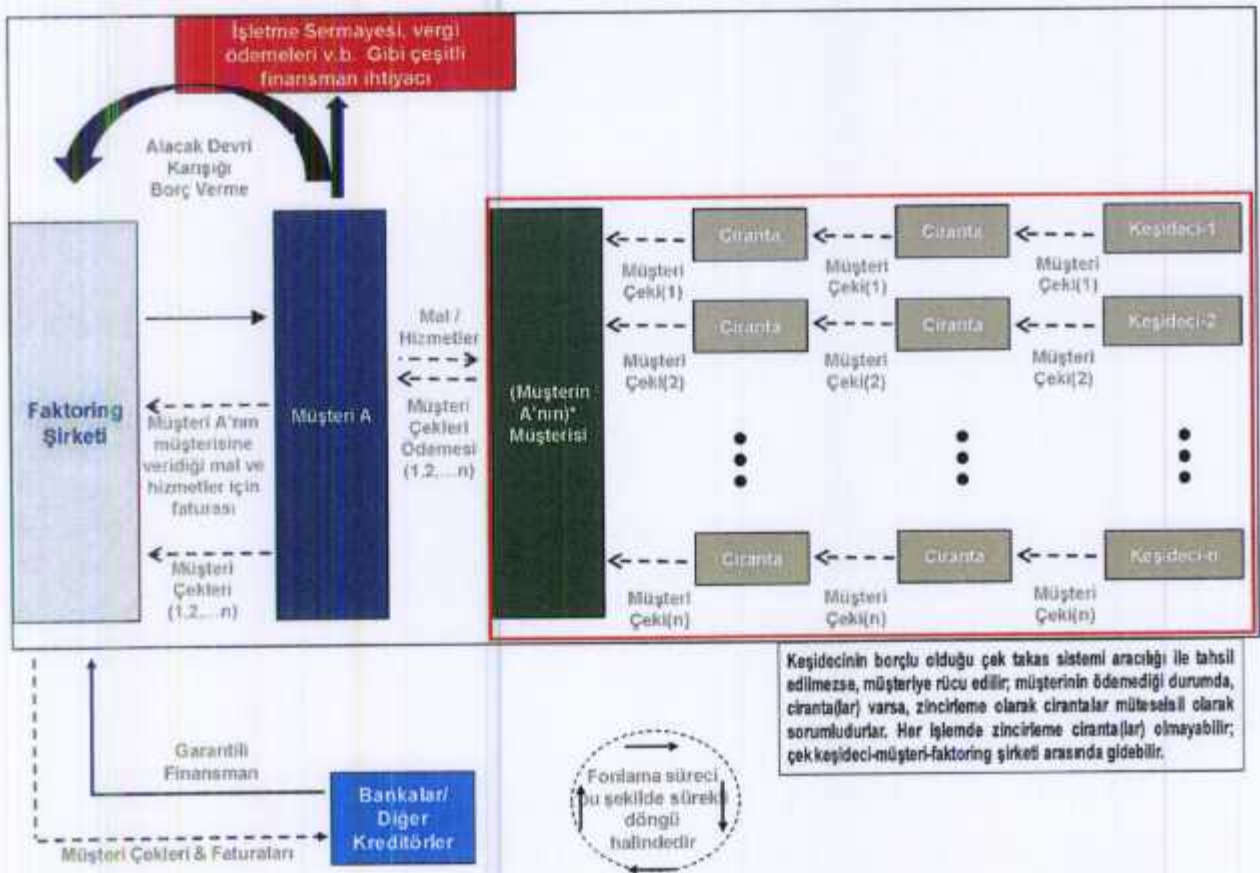 İşletme Sermayesi, vergi
ödemeleri v.b. Gibi çeşitli
finansman ihtiyacı
Alacak Devri
Karışığı
Borç Verme
Faktoring
Şirketi
Müşteri A'nın
müşterisine
veridiği mal ve
hizmetler için
faturası
Müşteri
Çekleri
(1,2,...n)
Müşteri A
Mal /
Hizmetler
Müşteri
Çekleri
Ödemesi
(1,2,...n)
(Müşterin
A'nın)*
Müşterisi
Ciranta
Ciranta
Keşideci-1
Müşteri
Çeki(1)
Müşteri
Çeki(1)
Müşteri
Çeki(1)
Ciranta
Ciranta
Keşideci-2
Müşteri
Çeki(2)
Müşteri
Çeki(2)
Müşteri
Çeki(2)
Ciranta
Ciranta
Keşideci-n
Müşteri
Çeki(n)
Müşteri
Çeki(n)
Müşteri
Çeki(n)
Keşidecinin borçlu olduğu çek takas sistemi aracılığı ile tahsil
edilmezse, müşteriye rücu edilir; müşterinin ödemediği durumda,
ciranta(lar) varsa, zincirleme olarak cirantalar müteselsil olarak
sorumludurlar. Her işlemde zincirleme ciranta(lar) olmayabilir;
çek keşideci-müşteri-faktoring şirketi arasında gidebilir.
Garantili
Finansman
Bankalar/
Diğer
Kreditörler
Müşteri Çekleri & Faturaları
Fonlama süreci
bu şekilde sürekli
döngü
halindedir